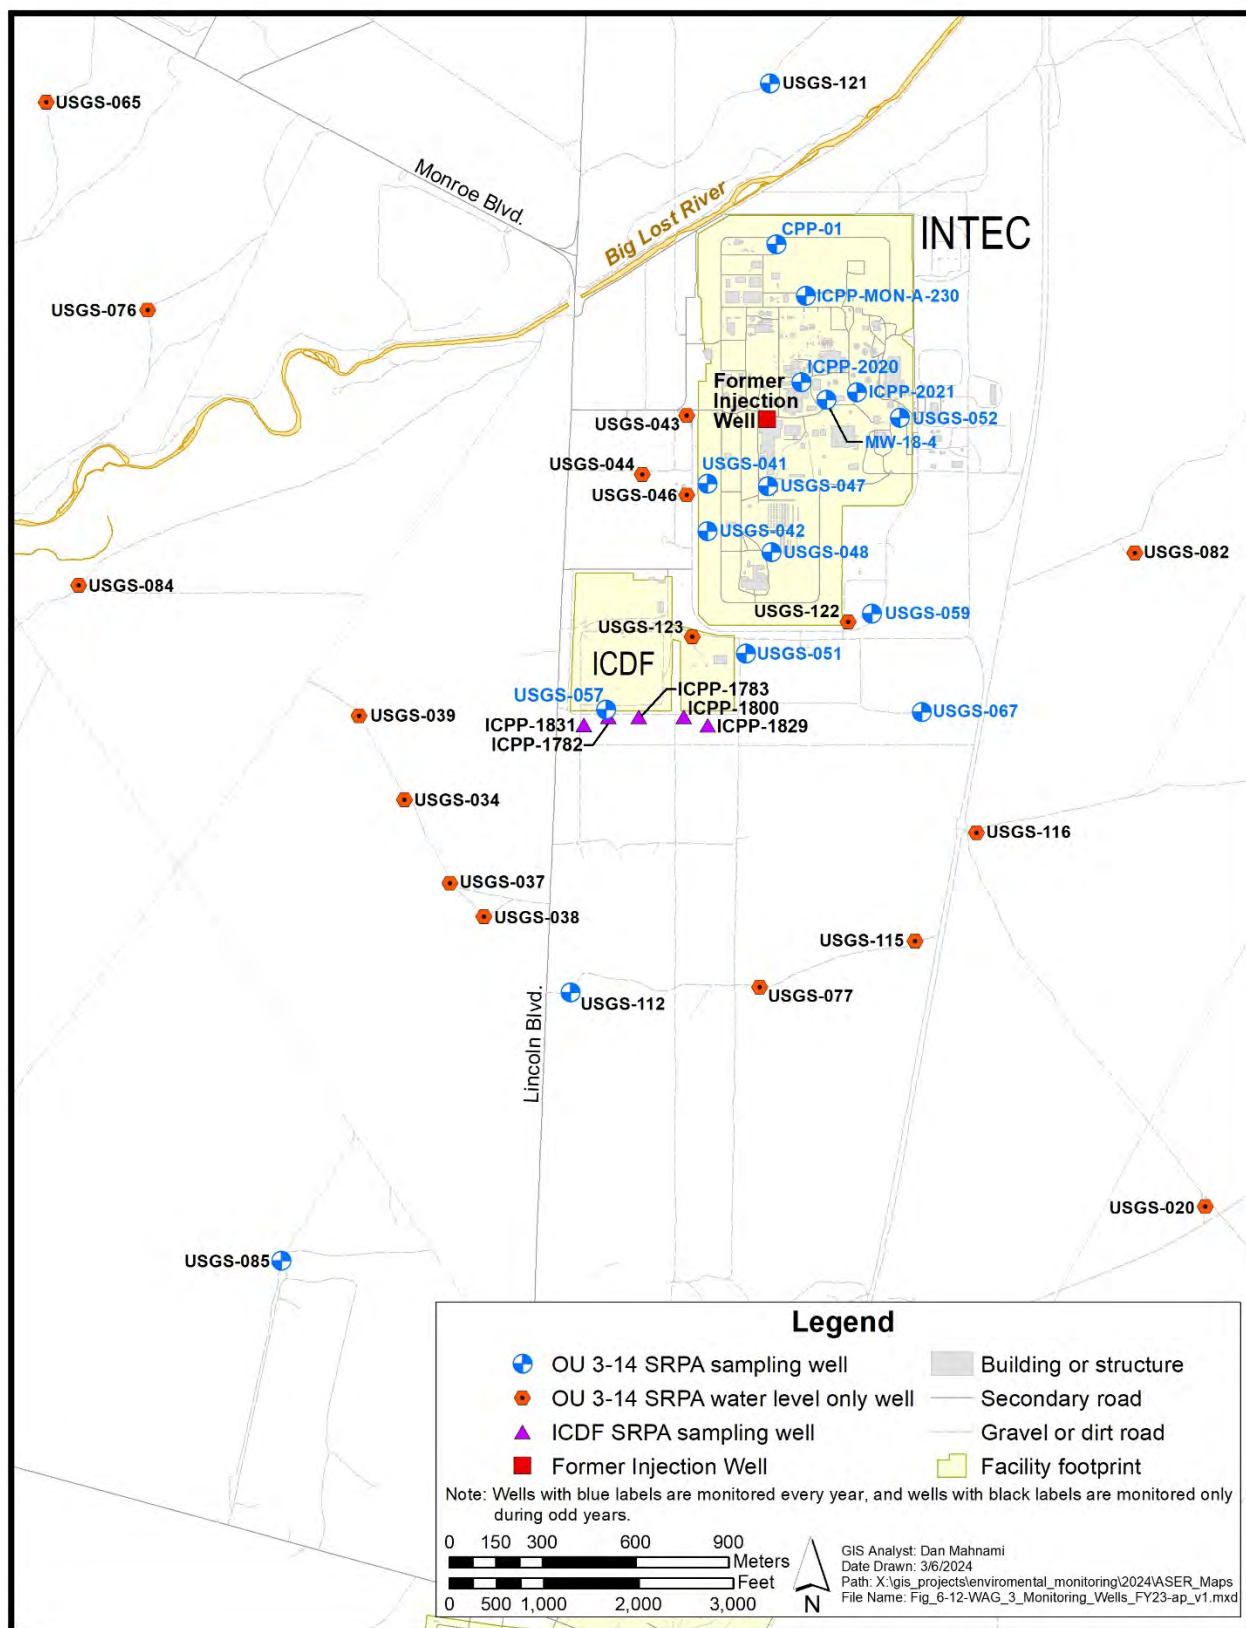 USGS-121
USGS-065
Monroe Blvd.
Big Lost River
INTEC
CPP-01
ICPP-MON-A-230
USGS-076
ICPP-2020
Former
Injection
Well
ICPP-2021
USGS-043
USGS-052
MW-18-4
USGS-044
USGS-041
USGS-046
USGS-047
USGS-042
USGS-048
USGS-082
USGS-084
USGS-122
USGS-059
USGS-123
USGS-051
ICDF
ICPP-1783
USGS-057
ICPP-1800
USGS-067
USGS-039
ICPP-1831
ICPP-1829
ICPP-1782
USGS-034
USGS-116
USGS-037
USGS-038
USGS-115
USGS-077
USGS-112
Lincoln Blvd.
USGS-020
USGS-085
Legend
OU 3-14 SRPA sampling well
OU 3-14 SRPA water level only well
ICDF SRPA sampling well
Former Injection Well
Building or structure
Secondary road
Gravel or dirt road
Facility footprint
Note: Wells with blue labels are monitored every year, and wells with black labels are monitored only
during odd years.
0 150 300 600 900
Meters
Feet
0 500 1,000 2,000 3,000
N
GIS Analyst: Dan Mahnami
Date Drawn: 3/6/2024
Path: X:\gis_projects\enviromental_monitoring\2024\ASER_Maps
File Name: Fig_6-12-WAG_3_Monitoring_Wells_FY23-ap_v1.mxd